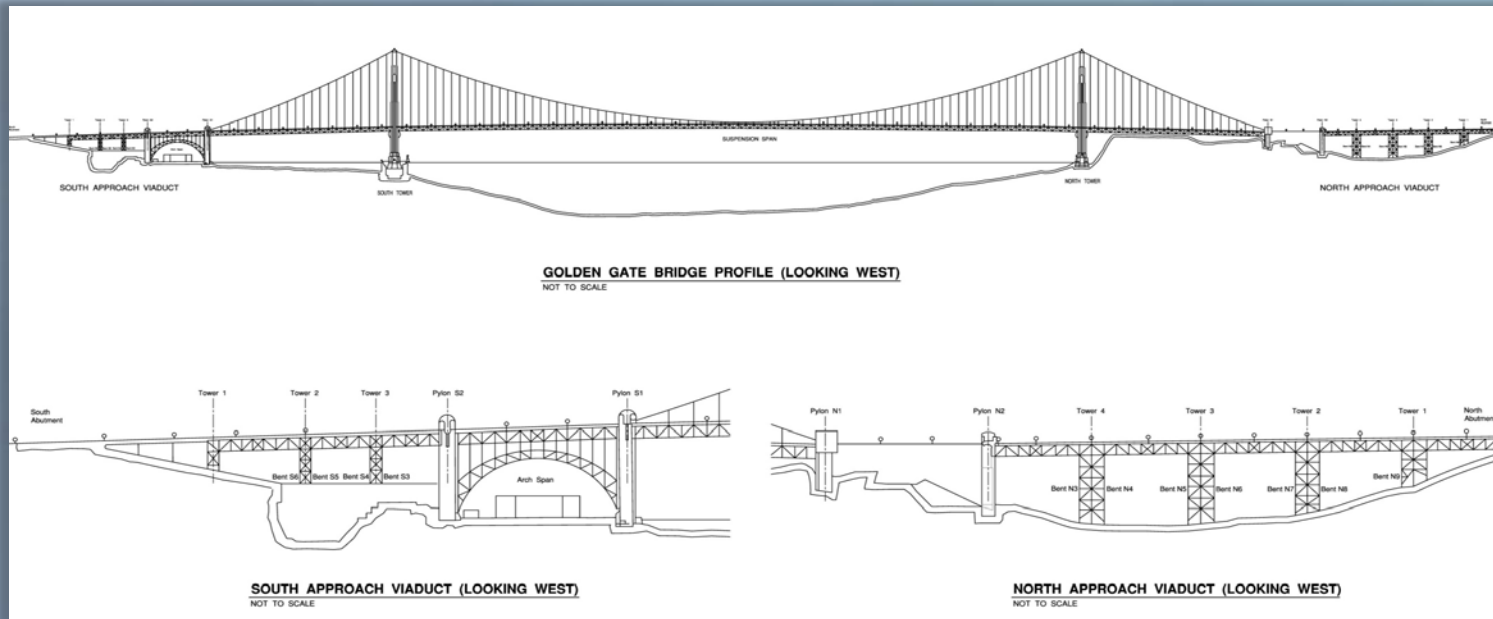 SUSPENSION SPAN
SOUTH APPROACH VIADUCT
SOUTH TOWER
NORTH TOWER
NORTH APPROACH VIADUCT
GOLDEN GATE BRIDGE PROFILE (LOOKING WEST)
NOT TO SCALE
South
Abutment
Tower 1
Tower 2
Tower 3
Pylon S2
Pylon S1
Bent S6
Bent S5
Bent S4
Bent S3
Arch Span
SOUTH APPROACH VIADUCT (LOOKING WEST)
NOT TO SCALE
Pylon N1
Pylon N2
Tower 4
Tower 3
Tower 2
Tower 1
North
Abutment
Bent N3
Bent N4
Bent N5
Bent N6
Bent N7
Bent N8
Bent N9
NORTH APPROACH VIADUCT (LOOKING WEST)
NOT TO SCALE